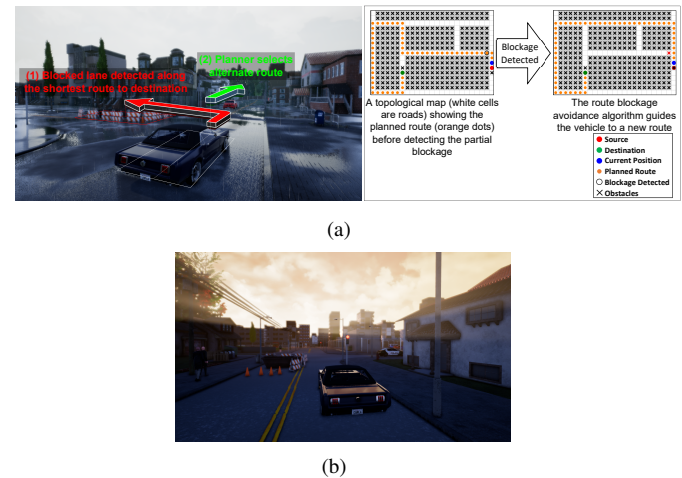 (1) Blocked lane detected along
the shortest route to destination
(2) Planner selects
alternate route
Blockage
Detected
A topological map (white cells
are roads) showing the
planned route (orange dots)
before detecting the partial
blockage
The route blockage
avoidance algorithm guides
the vehicle to a new route
Source
Destination
Current Position
Planned Route
Blockage Detected
Obstacles
(a)
(b)